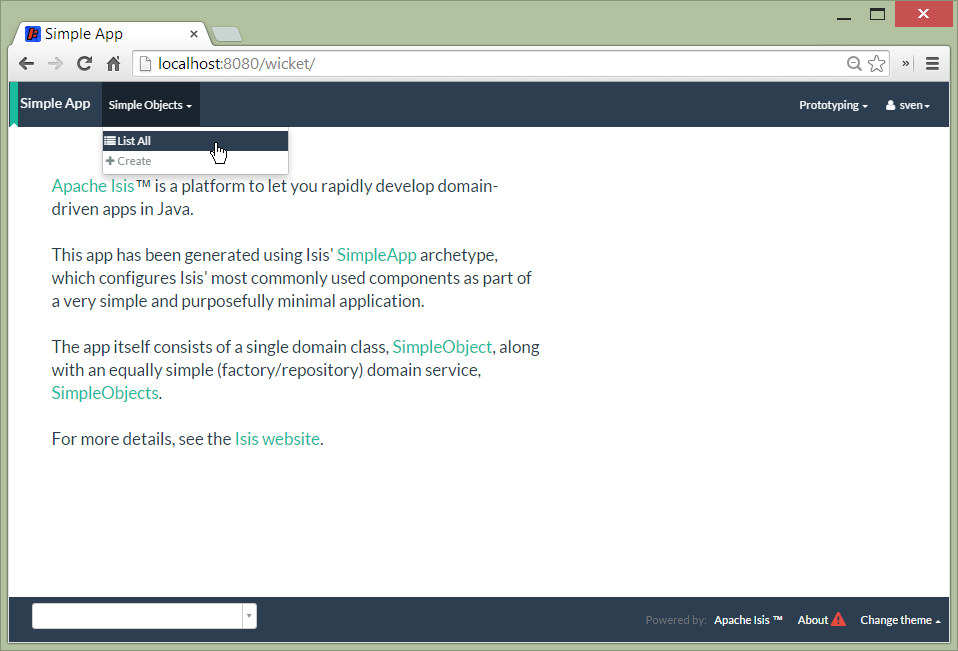 Simple App
localhost:8080/wicket/
Simple App Simple Objects Prototyping sven
List All
Create
Apache Isis™ is a platform to let you rapidly develop domain-
driven apps in Java.
This app has been generated using Isis' SimpleApp archetype,
which configures Isis' most commonly used components as part of
a very simple and purposefully minimal application.
The app itself consists of a single domain class, SimpleObject, along
with an equally simple (factory/repository) domain service,
SimpleObjects.
For more details, see the Isis website.
Powered by: Apache Isis ™ About Change theme